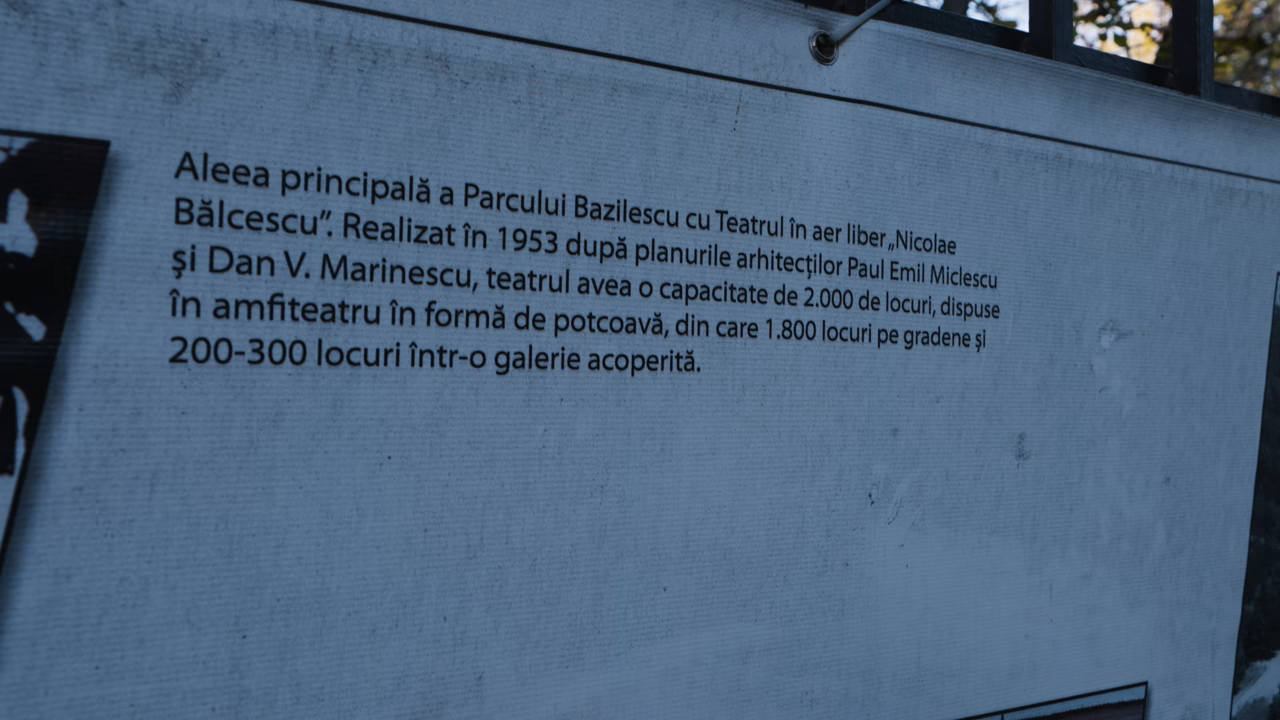 Aleea principală a Parcului Bazilescu cu Teatrul în aer liber „Nicolae
Bălcescu”. Realizat în 1953 după planurile arhitecților Paul Emil Miclescu
și Dan V. Marinescu, teatrul avea o capacitate de 2.000 de locuri, dispuse
în amfiteatru în formă de potcoavă, din care 1.800 locuri pe gradene și
200-300 locuri într-o galerie acoperită.